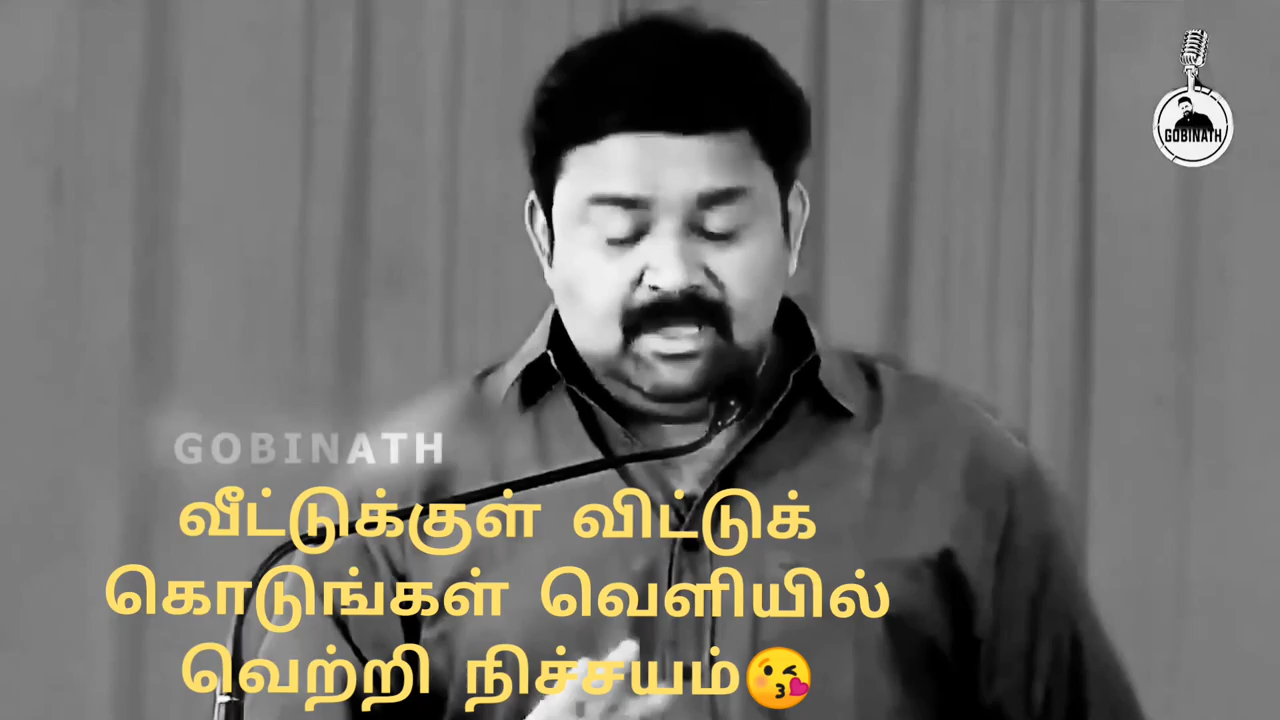 GOBINATH
GOBINATH
வீட்டுக்குள் விட்டுக்
கொடுங்கள் வெளியில்
வெற்றி நிச்சயம்😘